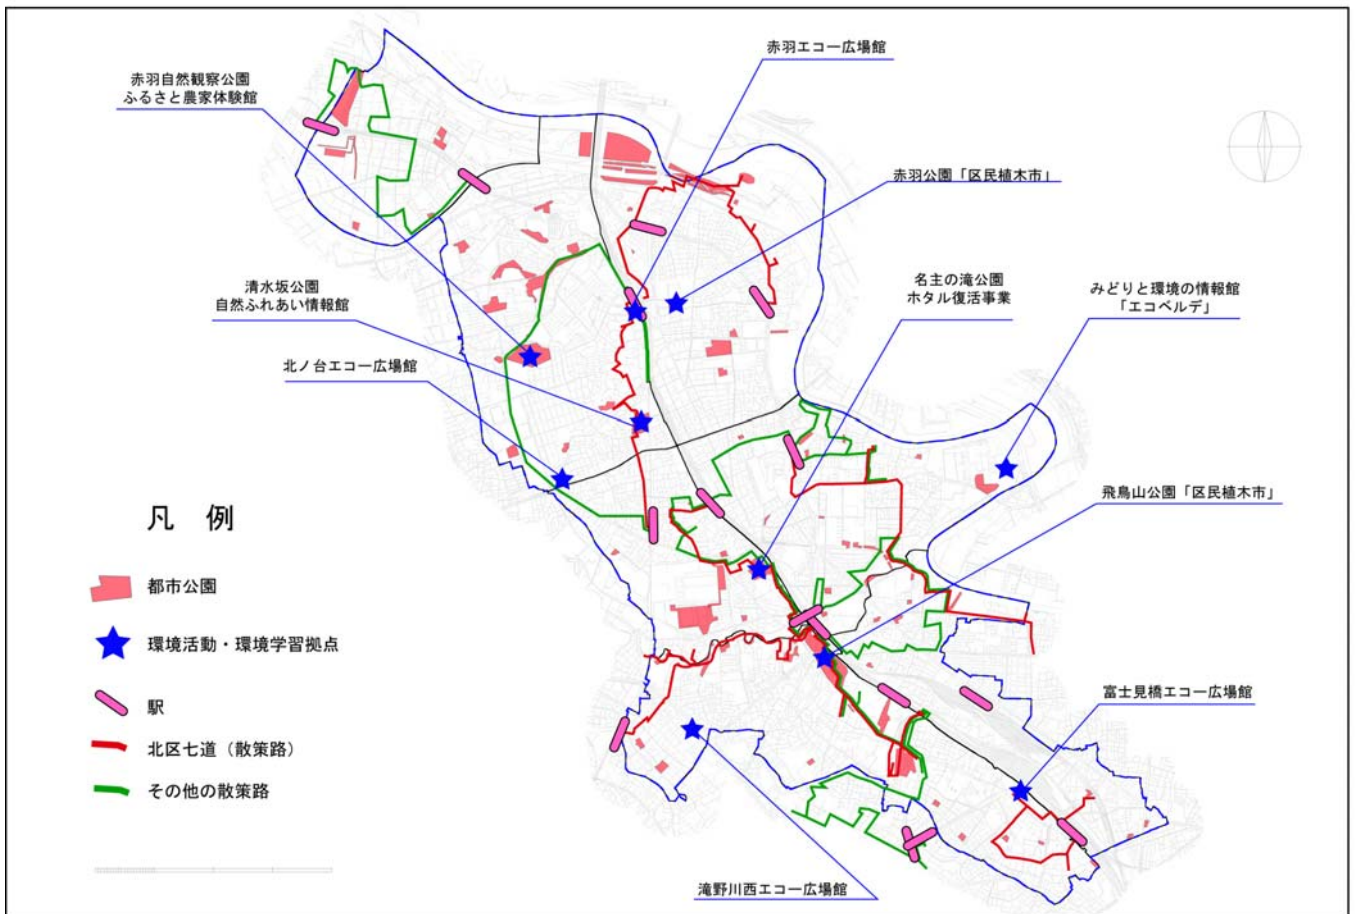 赤羽エコー広場館
赤羽自然観察公園
ふるさと農家体験館
赤羽公園「区民植木市」
名主の滝公園
ホタル復活事業
清水坂公園
自然ふれあい情報館
みどりと環境の情報館
「エコベルデ」
北ノ台エコー広場館
飛鳥山公園「区民植木市」
凡 例
都市公園
環境活動・環境学習拠点
駅
北区七道（散策路）
その他の散策路
富士見橋エコー広場館
滝野川西エコー広場館